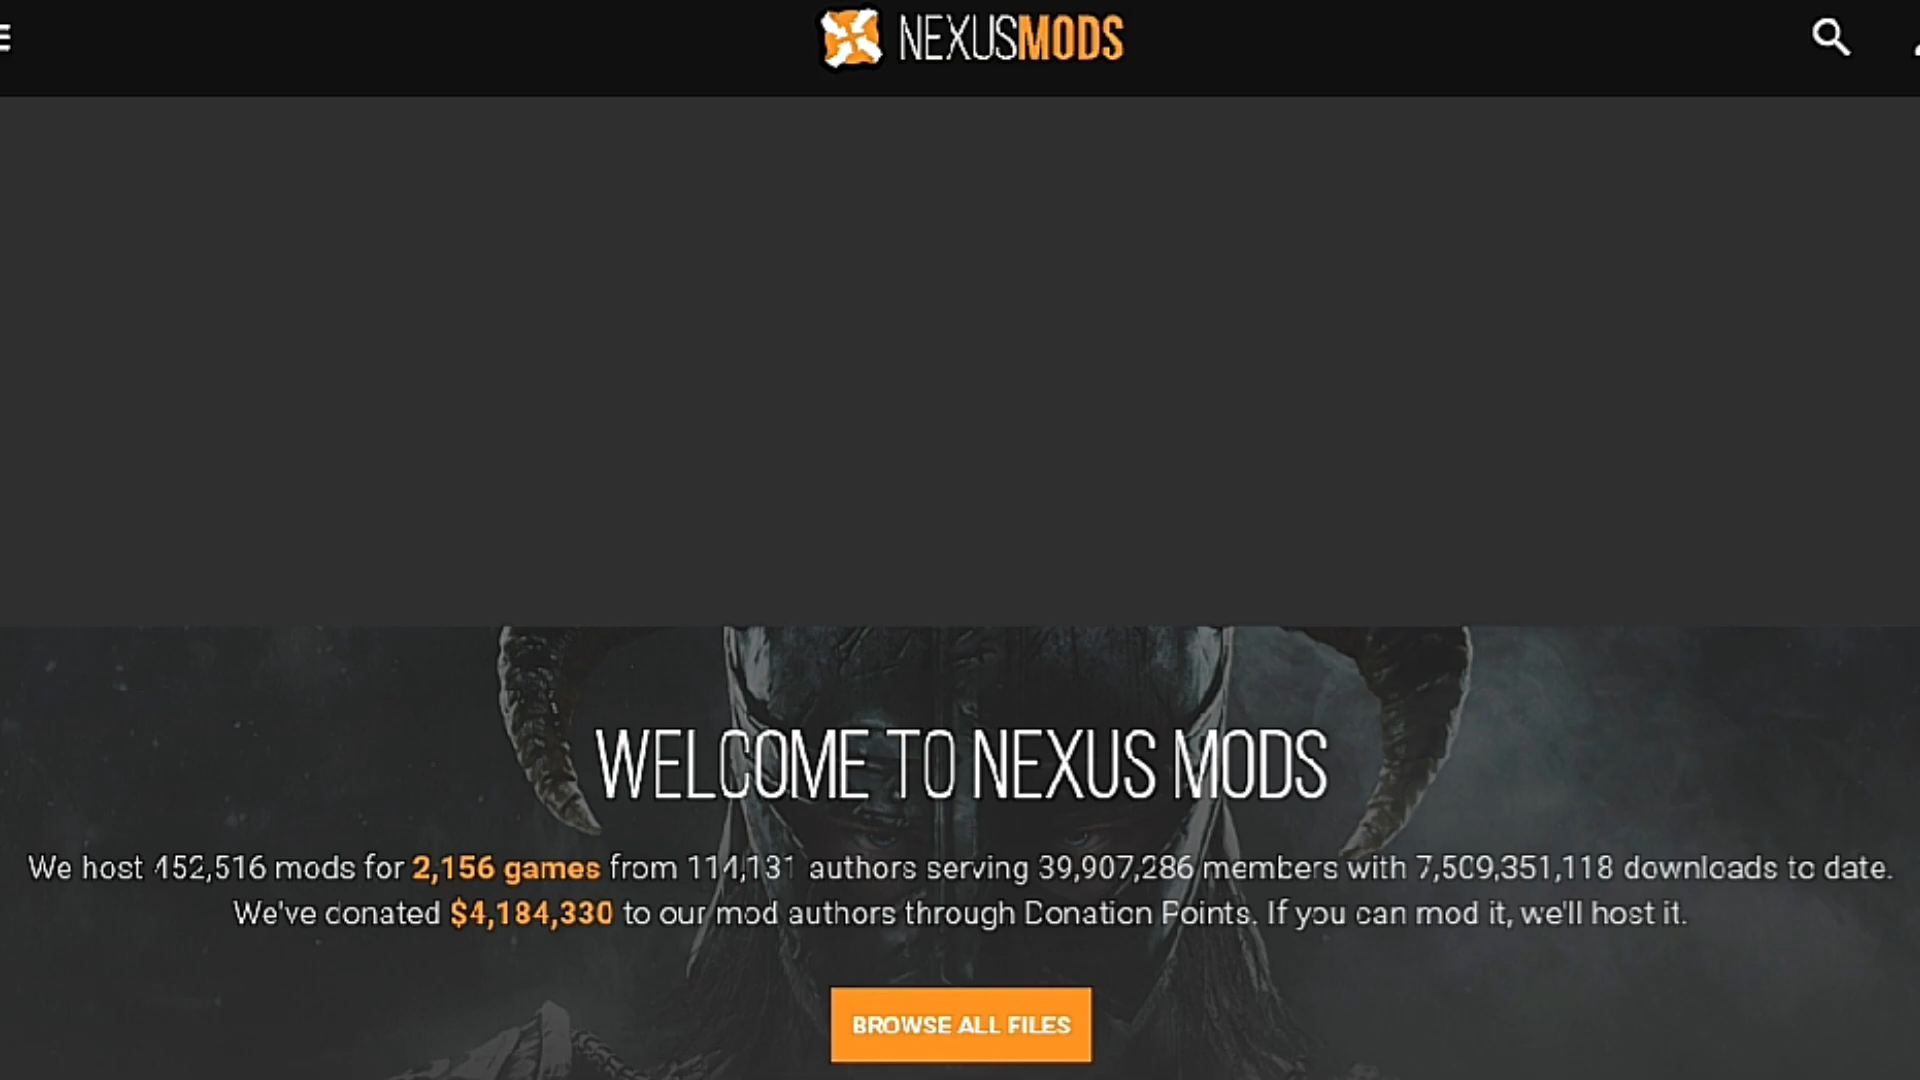 NEXUSMODS
WELCOME TO NEXUS MODS
We host 452,516 mods for 2,156 games from 114,131 authors serving 39,907,286 members with 7,509,351,118 downloads to date.
We've donated $4,184,330 to our mod authors through Donation Points. If you can mod it, we'll host it.
BROWSE ALL FILES